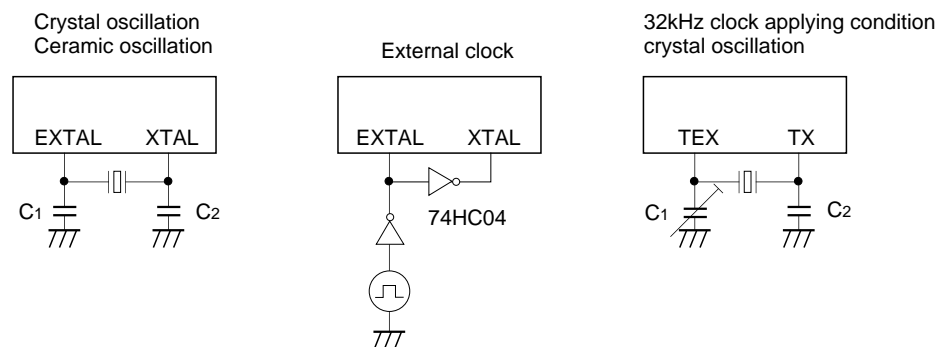 Crystal oscillation
Ceramic oscillation
EXTAL XTAL
C1 C2
External clock
EXTAL XTAL
74HC04
32kHz clock applying condition
crystal oscillation
TEX TX
C1 C2